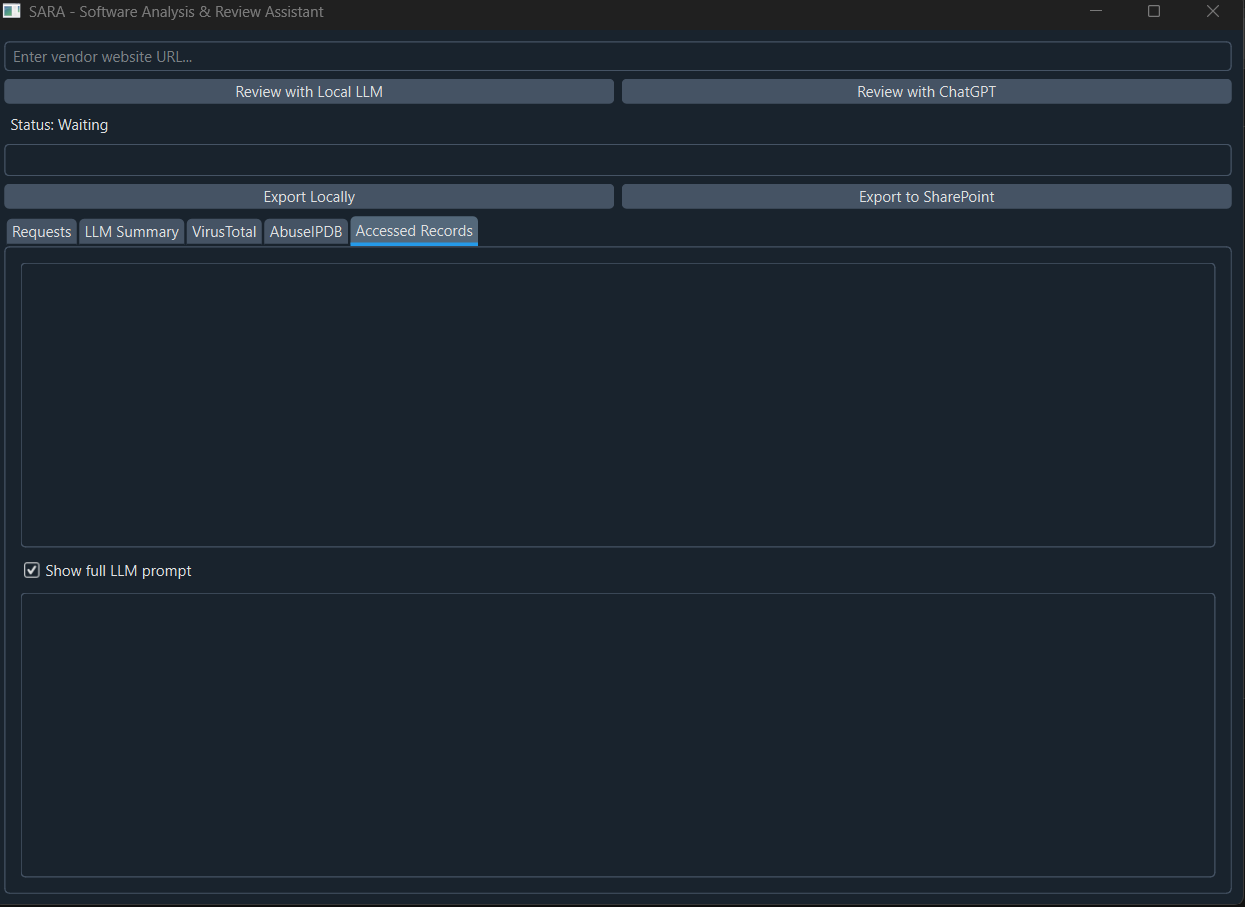 SARA - Software Analysis & Review Assistant
Enter vendor website URL...
Review with Local LLM
Review with ChatGPT
Status: Waiting
Export Locally
Export to SharePoint
Requests
LLM Summary
VirusTotal
AbuseIPDB
Accessed Records
Show full LLM prompt